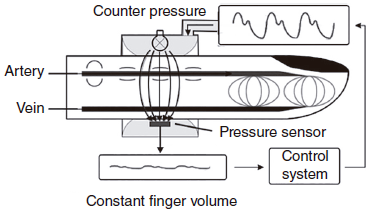 Counter pressure
Artery
Vein
Pressure sensor
Control
system
Constant finger volume